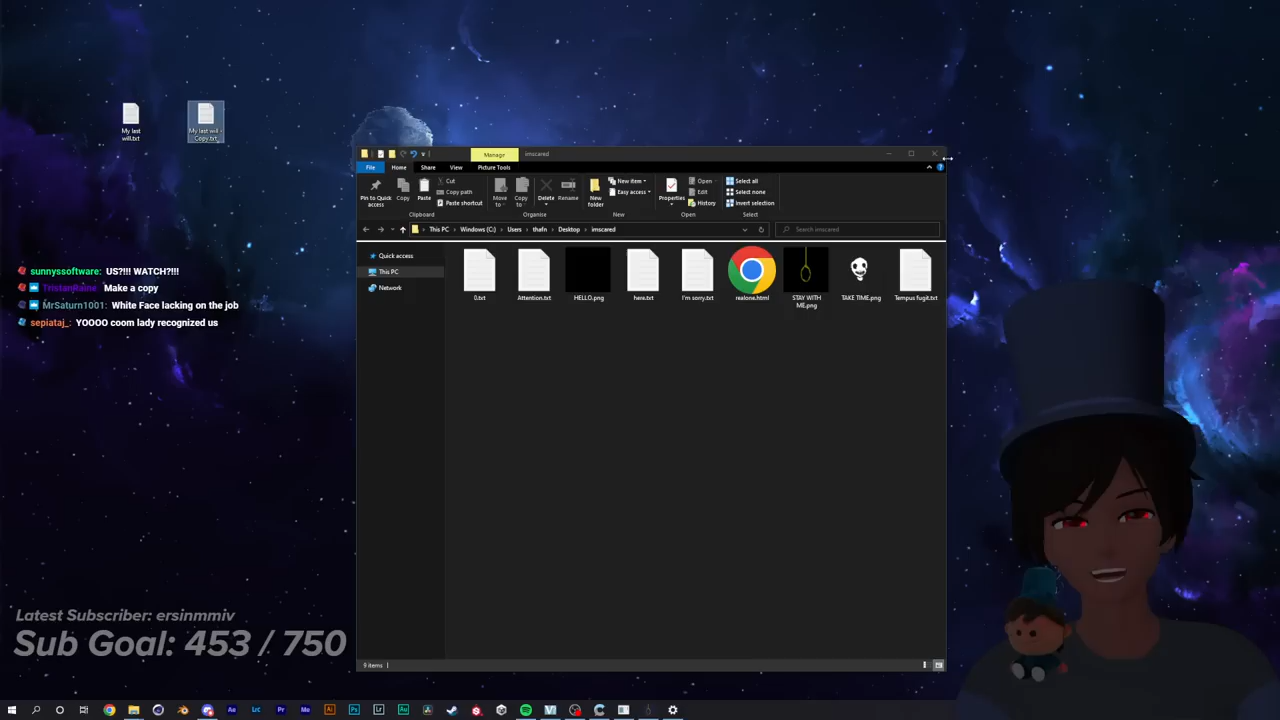 My last
will.txt
My last will -
Copy.txt
Manage
imscared
File
Home
Share
View
Picture Tools
Pin to Quick
access
Copy
Paste
Cut
Copy path
Paste shortcut
Clipboard
Move
to
Copy
to
Delete
Rename
Organise
New
folder
New item
Easy access
New
Properties
Open
Edit
History
Open
Select all
Select none
Invert selection
Select
This PC
Windows (C:)
Users
thafn
Desktop
imscared
Search imscared
Quick access
This PC
Network
0.txt
Attention.txt
HELLO.png
here.txt
I'm sorry.txt
realone.html
STAY WITH
ME.png
TAKE TIME.png
Tempus fugit.txt
sunnyssoftware: US?!!! WATCH?!!!
TristanPaine: Make a copy
MrSaturn1001: White Face lacking on the job
sepiataj_: YOOOO coom lady recognized us
Latest Subscriber: ersinmmiv
Sub Goal: 453 / 750
9 items